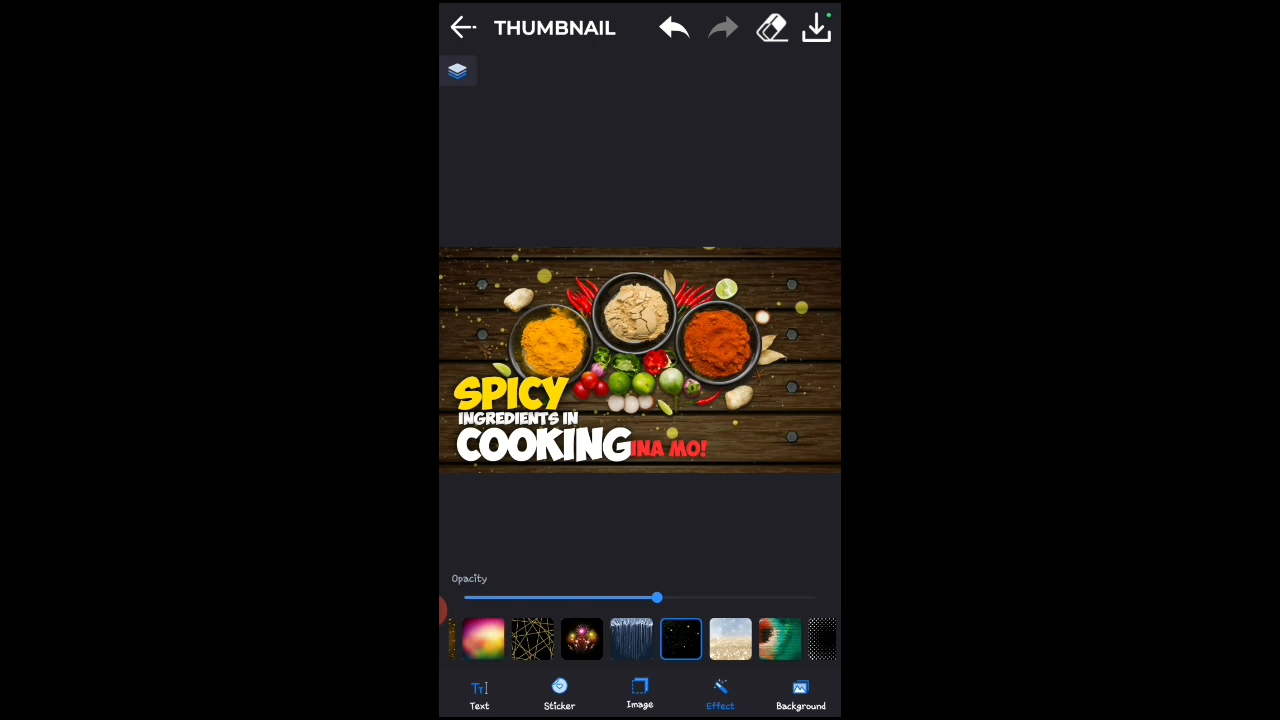 THUMBNAIL
SPICY
INGREDIENTS IN
COOKING INA MO!
Opacity
Text
Sticker
Image
Effect
Background